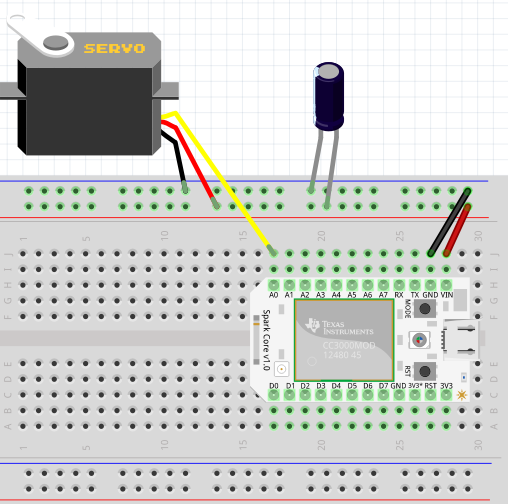 SERVO
1 5 10 15 20 25 30
J
I
H
G
F
A0 A1 A2 A3 A4 A5 A6 A7 RX TX GND VIN
MODE
Spark Core v1.0
TEXAS
INSTRUMENTS
CC3000MOD
12480 45
RST
D0 D1 D2 D3 D4 D5 D6 D7 GND 3V3* RST 3V3
E
D
C
B
A
1 5 10 15 20 25 30